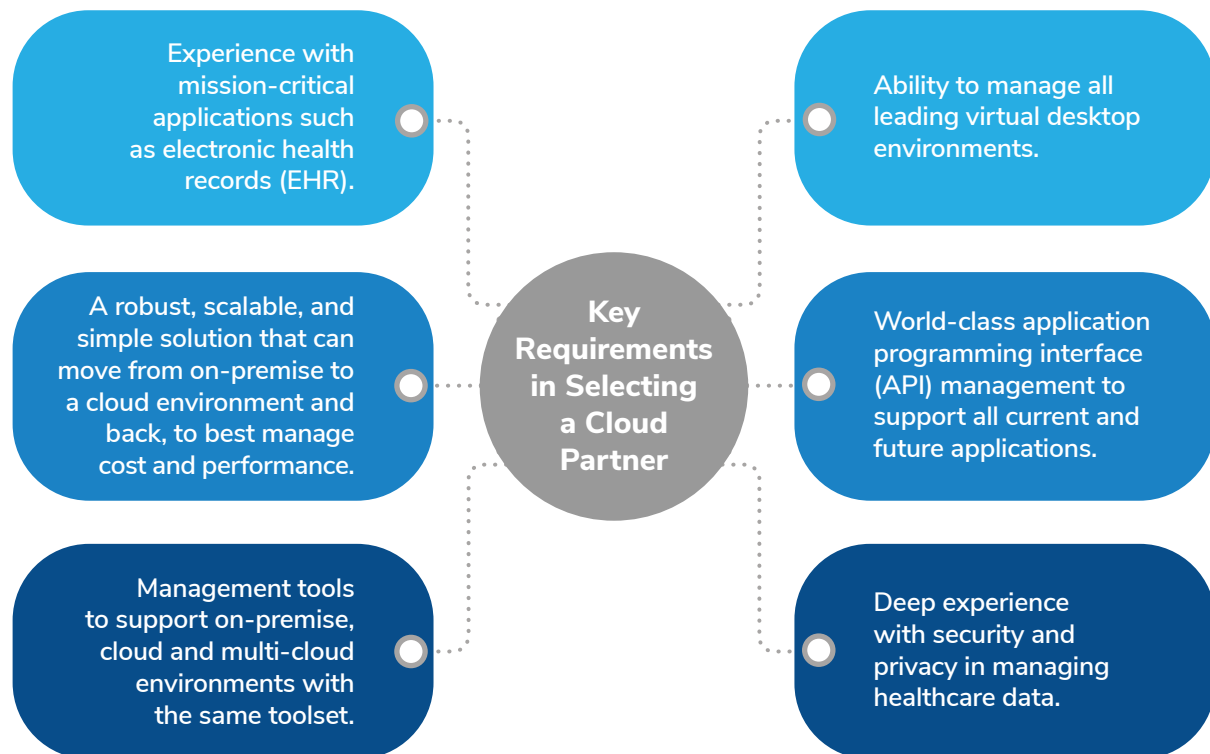 Experience with
mission-critical
applications such
as electronic health
records (EHR).
A robust, scalable, and
simple solution that can
move from on-premise to
a cloud environment and
back, to best manage
cost and performance.
Management tools
to support on-premise,
cloud and multi-cloud
environments with
the same toolset.
Key
Requirements
in Selecting
a Cloud
Partner
Ability to manage all
leading virtual desktop
environments.
World-class application
programming interface
(API) management to
support all current and
future applications.
Deep experience
with security and
privacy in managing
healthcare data.